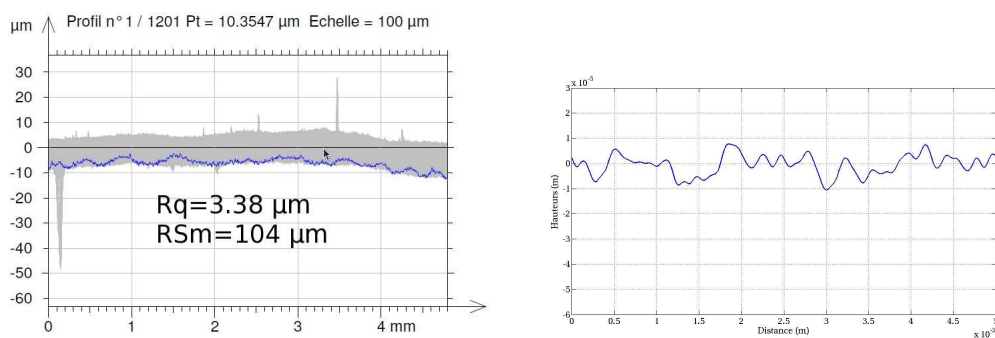 µm Profil n° 1 / 1201 Pt = 10.3547 µm Echelle = 100 µm
30
20
10
0
-10
-20
-30
-40
-50
-60
0 1 2 3 4 mm
Rq=3.38 µm
RSm=104 µm
x 10⁻⁵
3
2
1
0
-1
-2
-3
-4
-5
-6
Hauteurs (m)
0 0.5 1 1.5 2 2.5 3 3.5 4 4.5 5
Distance (m)
x 10⁻³